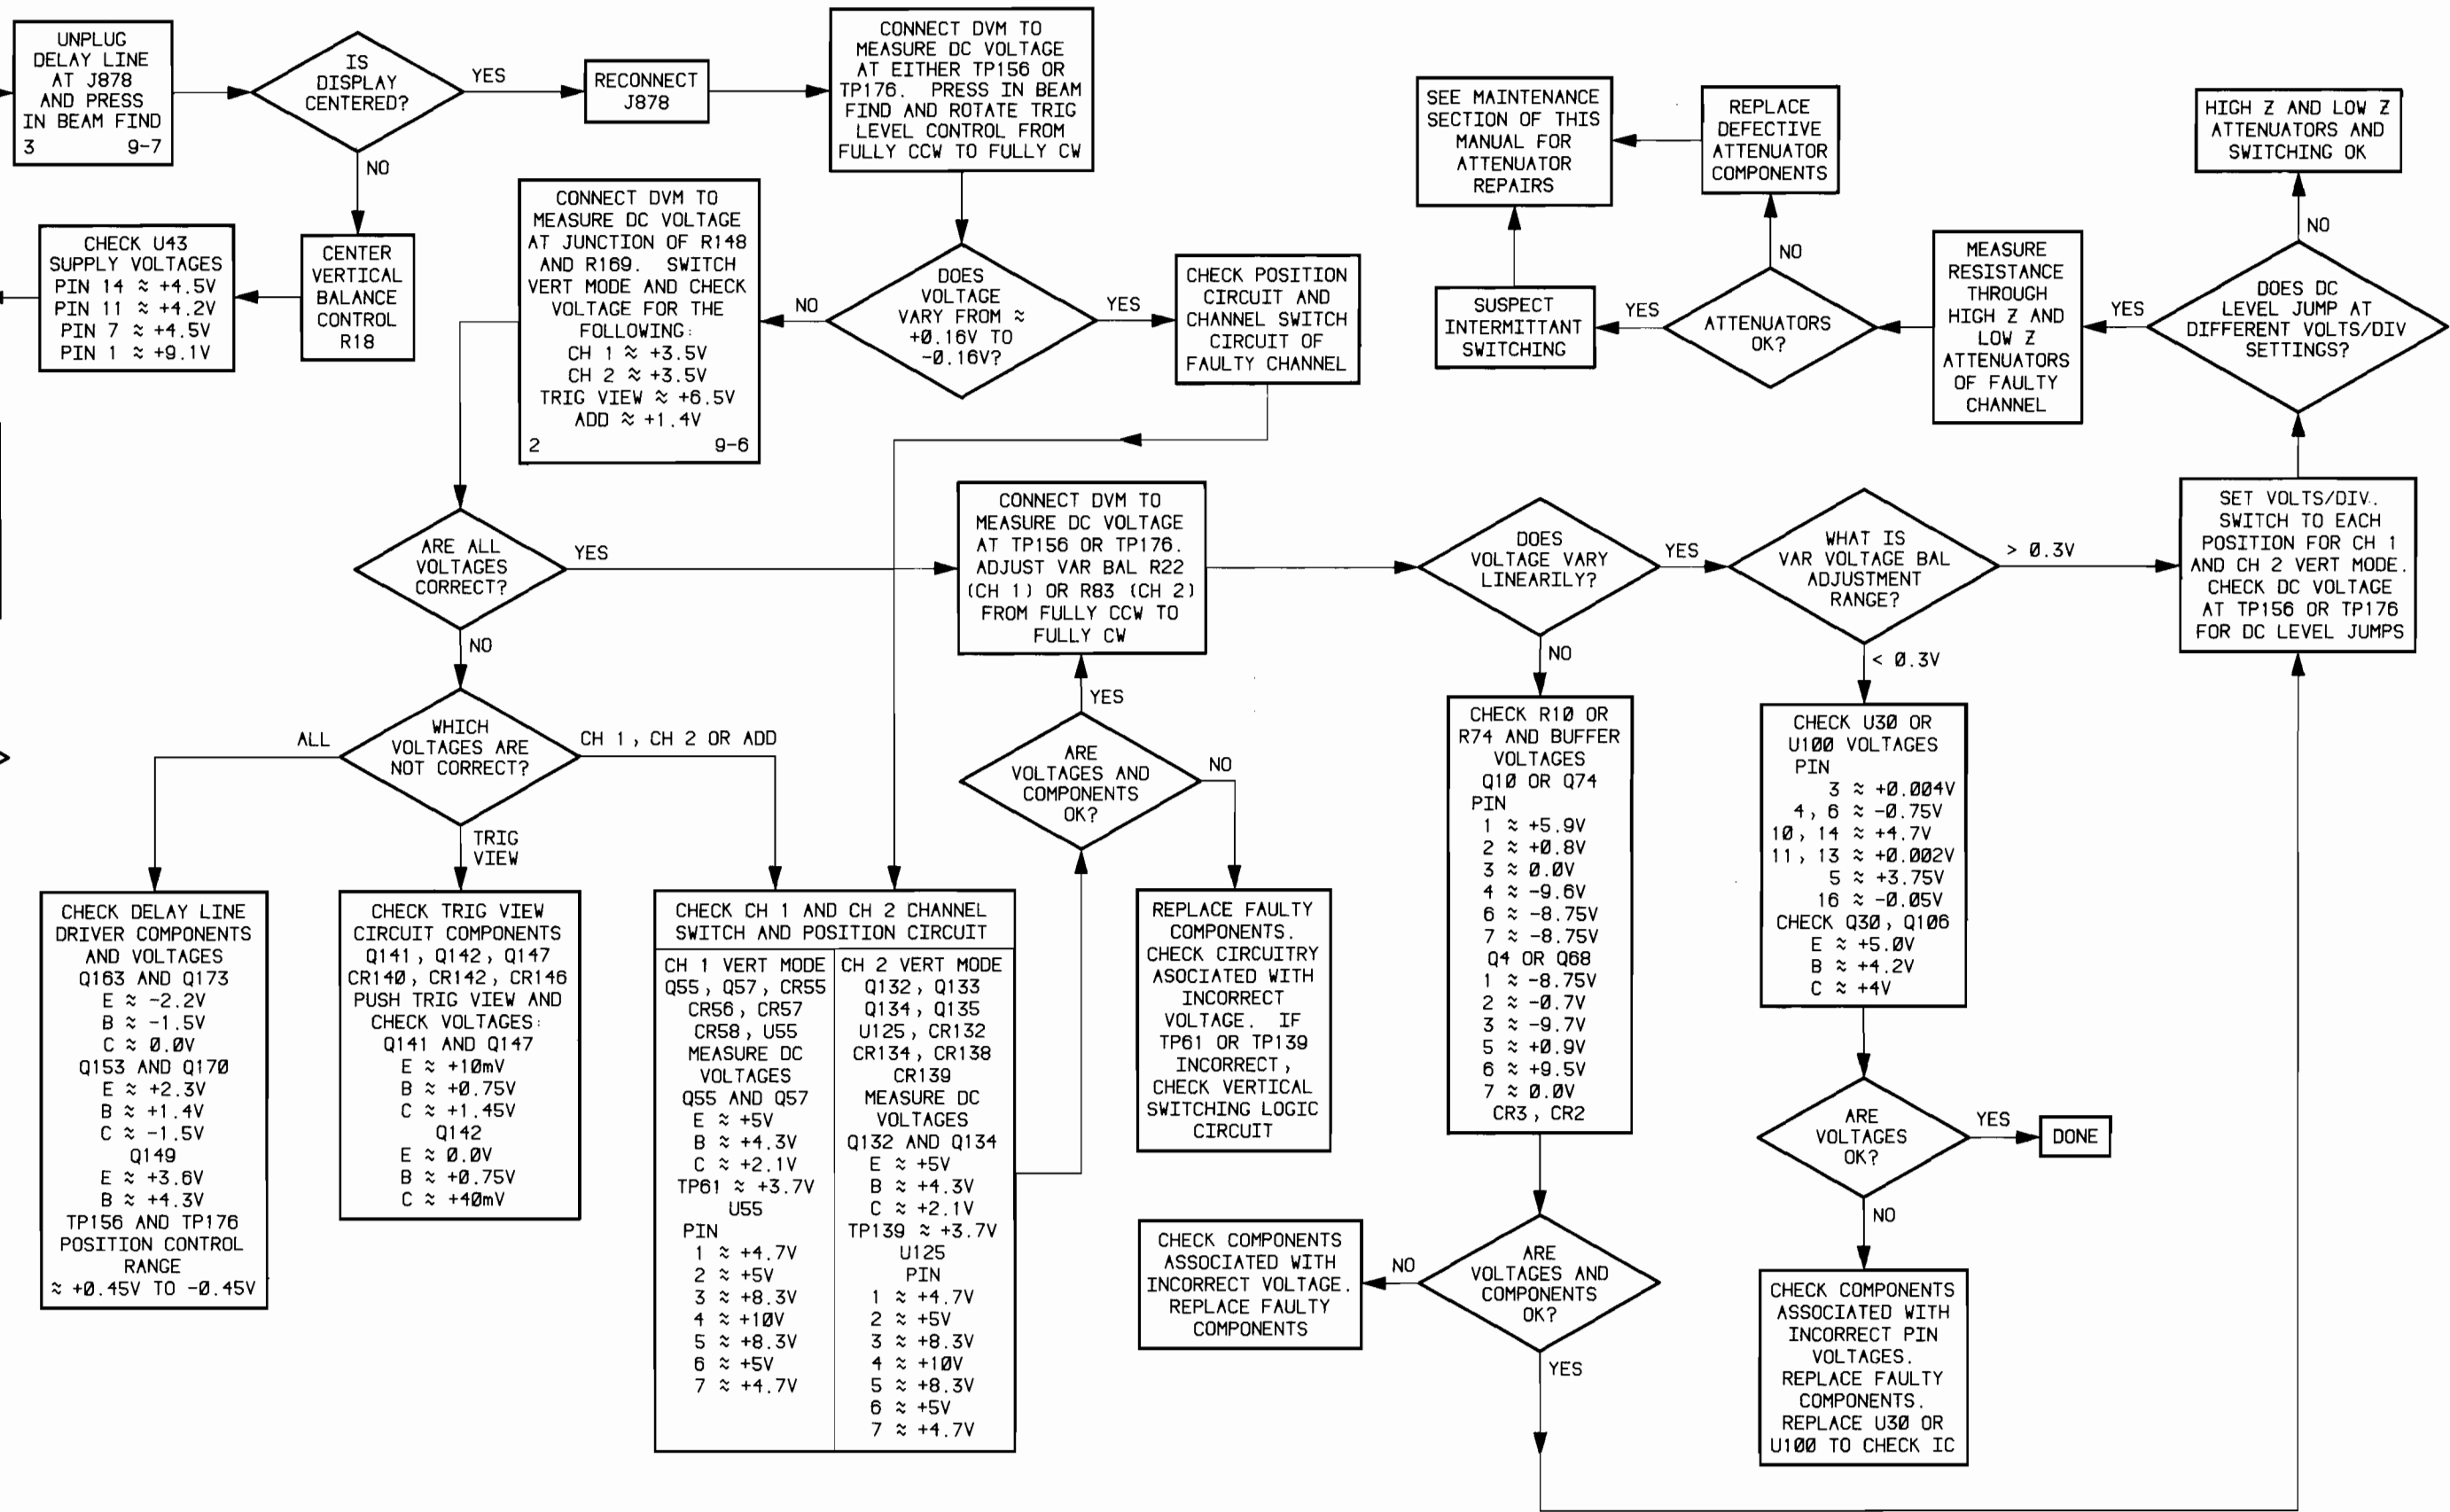 UNPLUG
DELAY LINE
AT J878
AND PRESS
IN BEAM FIND
3 9-7
IS
DISPLAY
CENTERED?
YES
NO
RECONNECT
J878
CONNECT DVM TO
MEASURE DC VOLTAGE
AT EITHER TP156 OR
TP176. PRESS IN BEAM
FIND AND ROTATE TRIG
LEVEL CONTROL FROM
FULLY CCW TO FULLY CW
SEE MAINTENANCE
SECTION OF THIS
MANUAL FOR
ATTENUATOR
REPAIRS
REPLACE
DEFECTIVE
ATTENUATOR
COMPONENTS
HIGH Z AND LOW Z
ATTENUATORS AND
SWITCHING OK
CHECK U43
SUPPLY VOLTAGES
PIN 14 ≈ +4.5V
PIN 11 ≈ +4.2V
PIN 7 ≈ +4.5V
PIN 1 ≈ +9.1V
CENTER
VERTICAL
BALANCE
CONTROL
R18
CONNECT DVM TO
MEASURE DC VOLTAGE
AT JUNCTION OF R148
AND R169. SWITCH
VERT MODE AND CHECK
VOLTAGE FOR THE
FOLLOWING:
CH 1 ≈ +3.5V
CH 2 ≈ +3.5V
TRIG VIEW ≈ +6.5V
ADD ≈ +1.4V
2 9-6
NO
DOES
VOLTAGE
VARY FROM ≈
+0.16V TO
-0.16V?
YES
CHECK POSITION
CIRCUIT AND
CHANNEL SWITCH
CIRCUIT OF
FAULTY CHANNEL
SUSPECT
INTERMITTANT
SWITCHING
YES
NO
ATTENUATORS
OK?
MEASURE
RESISTANCE
THROUGH
HIGH Z AND
LOW Z
ATTENUATORS
OF FAULTY
CHANNEL
YES
NO
DOES DC
LEVEL JUMP AT
DIFFERENT VOLTS/DIV
SETTINGS?
ARE ALL
VOLTAGES
CORRECT?
YES
NO
CONNECT DVM TO
MEASURE DC VOLTAGE
AT TP156 OR TP176.
ADJUST VAR BAL R22
(CH 1) OR R83 (CH 2)
FROM FULLY CCW TO
FULLY CW
DOES
VOLTAGE VARY
LINEARILY?
YES
NO
WHAT IS
VAR VOLTAGE BAL
ADJUSTMENT
RANGE?
> 0.3V
< 0.3V
SET VOLTS/DIV.
SWITCH TO EACH
POSITION FOR CH 1
AND CH 2 VERT MODE.
CHECK DC VOLTAGE
AT TP156 OR TP176
FOR DC LEVEL JUMPS
ALL
WHICH
VOLTAGES ARE
NOT CORRECT?
CH 1, CH 2 OR ADD
TRIG
VIEW
YES
ARE
VOLTAGES AND
COMPONENTS
OK?
NO
CHECK DELAY LINE
DRIVER COMPONENTS
AND VOLTAGES
Q163 AND Q173
E ≈ -2.2V
B ≈ -1.5V
C ≈ 0.0V
Q153 AND Q170
E ≈ +2.3V
B ≈ +1.4V
C ≈ -1.5V
Q149
E ≈ +3.6V
B ≈ +4.3V
TP156 AND TP176
POSITION CONTROL
RANGE
≈ +0.45V TO -0.45V
CHECK TRIG VIEW
CIRCUIT COMPONENTS
Q141, Q142, Q147
CR140, CR142, CR146
PUSH TRIG VIEW AND
CHECK VOLTAGES:
Q141 AND Q147
E ≈ +10mV
B ≈ +0.75V
C ≈ +1.45V
Q142
E ≈ 0.0V
B ≈ +0.75V
C ≈ +40mV
CHECK CH 1 AND CH 2 CHANNEL
SWITCH AND POSITION CIRCUIT
CH 1 VERT MODE
Q55, Q57, CR55
CR56, CR57
CR58, U55
MEASURE DC
VOLTAGES
Q55 AND Q57
E ≈ +5V
B ≈ +4.3V
C ≈ +2.1V
TP61 ≈ +3.7V
U55
PIN
1 ≈ +4.7V
2 ≈ +5V
3 ≈ +8.3V
4 ≈ +10V
5 ≈ +8.3V
6 ≈ +5V
7 ≈ +4.7V
CH 2 VERT MODE
Q132, Q133
Q134, Q135
U125, CR132
CR134, CR138
CR139
MEASURE DC
VOLTAGES
Q132 AND Q134
E ≈ +5V
B ≈ +4.3V
C ≈ +2.1V
TP139 ≈ +3.7V
U125
PIN
1 ≈ +4.7V
2 ≈ +5V
3 ≈ +8.3V
4 ≈ +10V
5 ≈ +8.3V
6 ≈ +5V
7 ≈ +4.7V
REPLACE FAULTY
COMPONENTS.
CHECK CIRCUITRY
ASOCIATED WITH
INCORRECT
VOLTAGE. IF
TP61 OR TP139
INCORRECT,
CHECK VERTICAL
SWITCHING LOGIC
CIRCUIT
CHECK R10 OR
R74 AND BUFFER
VOLTAGES
Q10 OR Q74
PIN
1 ≈ +5.9V
2 ≈ +0.8V
3 ≈ 0.0V
4 ≈ -9.6V
6 ≈ -8.75V
7 ≈ -8.75V
Q4 OR Q68
1 ≈ -8.75V
2 ≈ -0.7V
3 ≈ -9.7V
5 ≈ +0.9V
6 ≈ +9.5V
7 ≈ 0.0V
CR3, CR2
CHECK U30 OR
U100 VOLTAGES
PIN
3 ≈ +0.004V
4, 6 ≈ -0.75V
10, 14 ≈ +4.7V
11, 13 ≈ +0.002V
5 ≈ +3.75V
16 ≈ -0.05V
CHECK Q30, Q106
E ≈ +5.0V
B ≈ +4.2V
C ≈ +4V
ARE
VOLTAGES
OK?
YES
DONE
NO
CHECK COMPONENTS
ASSOCIATED WITH
INCORRECT VOLTAGE.
REPLACE FAULTY
COMPONENTS
NO
ARE
VOLTAGES AND
COMPONENTS
OK?
YES
CHECK COMPONENTS
ASSOCIATED WITH
INCORRECT PIN
VOLTAGES.
REPLACE FAULTY
COMPONENTS.
REPLACE U30 OR
U100 TO CHECK IC